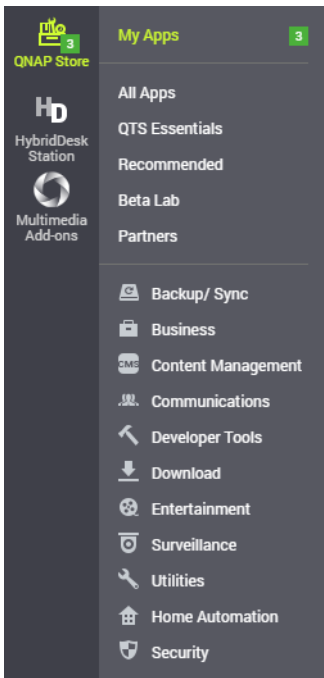 3
QNAP Store
HD
HybridDesk
Station
Multimedia
Add-ons
My Apps 3
All Apps
QTS Essentials
Recommended
Beta Lab
Partners
Backup/ Sync
Business
CMS Content Management
Communications
Developer Tools
Download
Entertainment
Surveillance
Utilities
Home Automation
Security